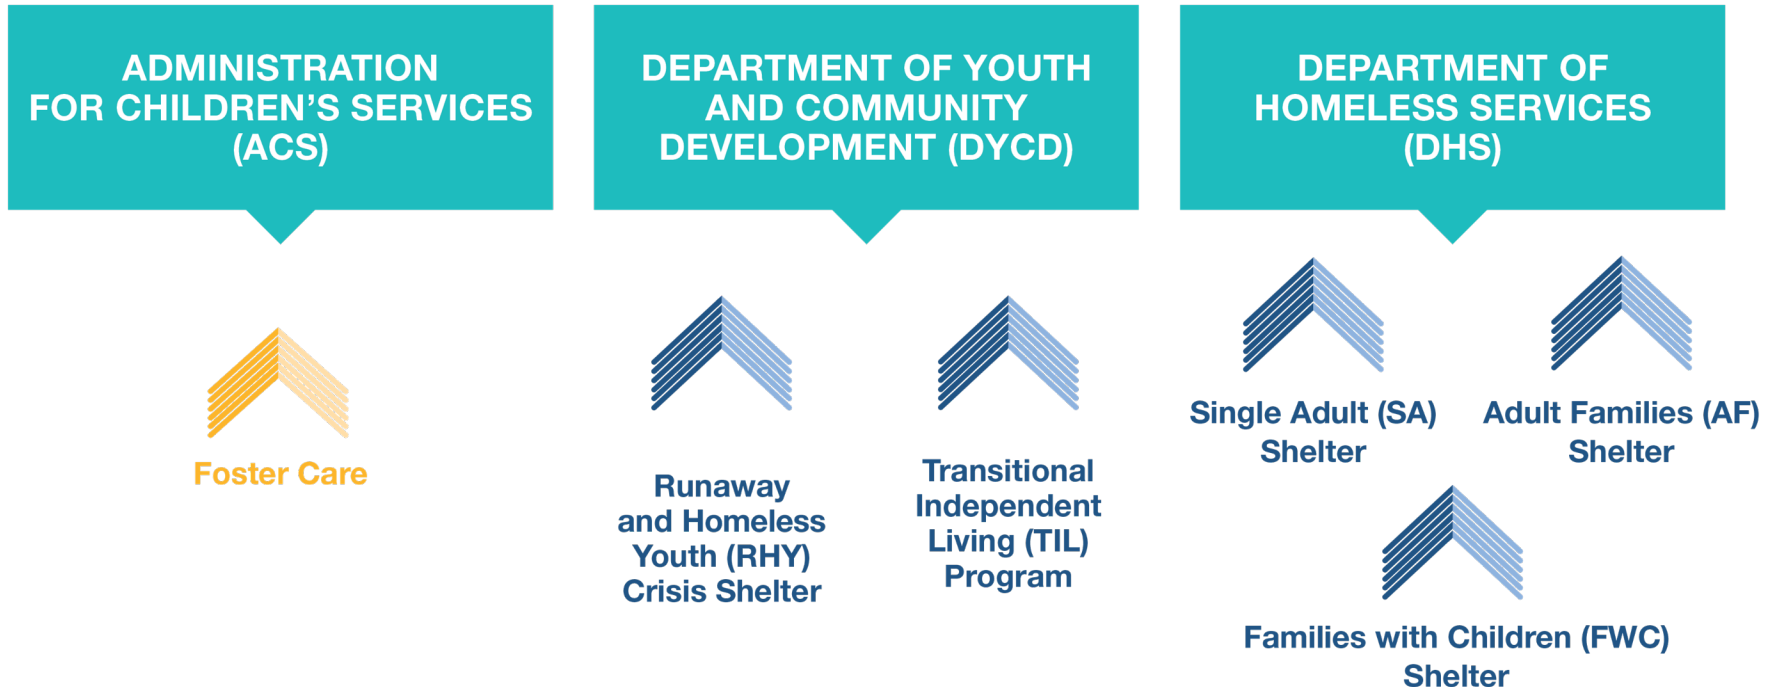 ADMINISTRATION
FOR CHILDREN’S SERVICES
(ACS)
DEPARTMENT OF YOUTH
AND COMMUNITY
DEVELOPMENT (DYCD)
DEPARTMENT OF
HOMELESS SERVICES
(DHS)
Foster Care
Runaway
and Homeless
Youth (RHY)
Crisis Shelter
Transitional
Independent
Living (TIL)
Program
Single Adult (SA)
Shelter
Adult Families (AF)
Shelter
Families with Children (FWC)
Shelter